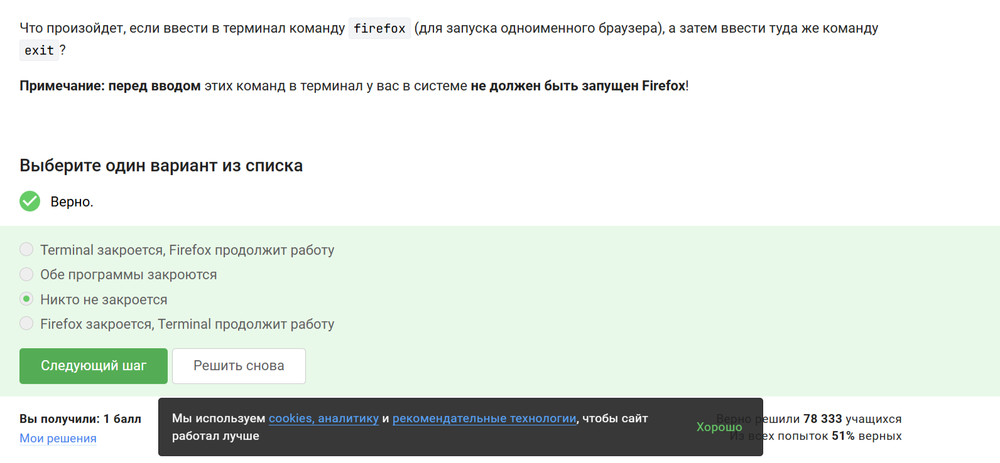 Что произойдет, если ввести в терминал команду firefox (для запуска одноименного браузера), а затем ввести туда же команду
exit?
Примечание: перед вводом этих команд в терминал у вас в системе не должен быть запущен Firefox!
Выберите один вариант из списка
Верно.
Terminal закроется, Firefox продолжит работу
Обе программы закроются
Никто не закроется
Firefox закроется, Terminal продолжит работу
Следующий шаг Решить снова
Вы получили: 1 балл
Мои решения
Мы используем cookies, аналитику и рекомендательные технологии, чтобы сайт
работал лучше
Хорошо
Верно решили 78 333 учащихся
Из всех попыток 51% верных